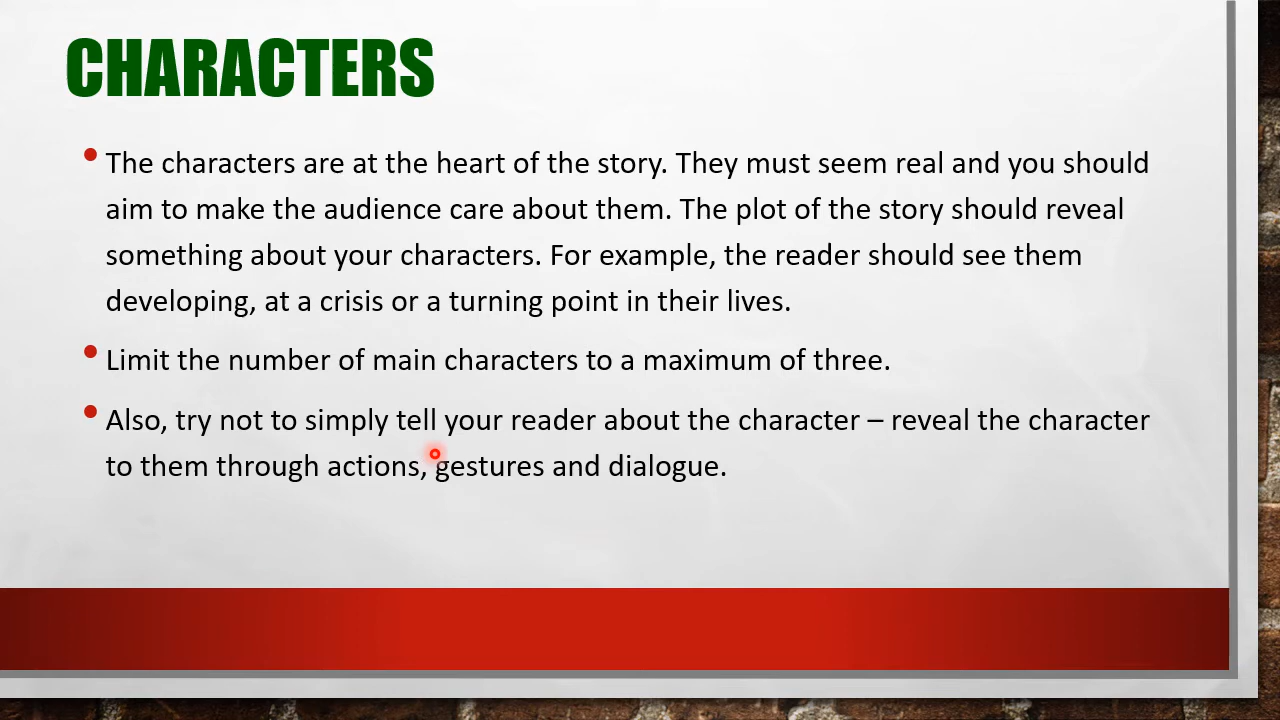 CHARACTERS
The characters are at the heart of the story. They must seem real and you should
aim to make the audience care about them. The plot of the story should reveal
something about your characters. For example, the reader should see them
developing, at a crisis or a turning point in their lives.
Limit the number of main characters to a maximum of three.
Also, try not to simply tell your reader about the character – reveal the character
to them through actions, gestures and dialogue.